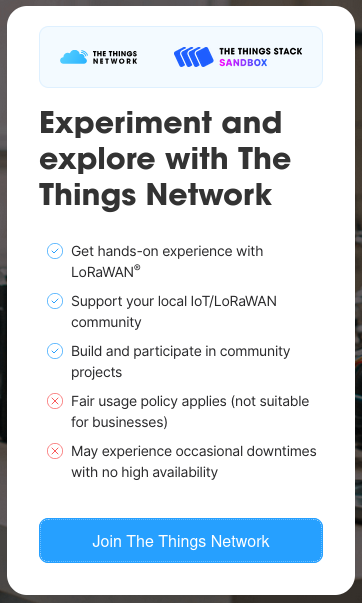 THE THINGS
NETWORK
THE THINGS STACK
SANDBOX
Experiment and
explore with The
Things Network
Get hands-on experience with
LoRaWAN®
Support your local IoT/LoRaWAN
community
Build and participate in community
projects
Fair usage policy applies (not suitable
for businesses)
May experience occasional downtimes
with no high availability
Join The Things Network